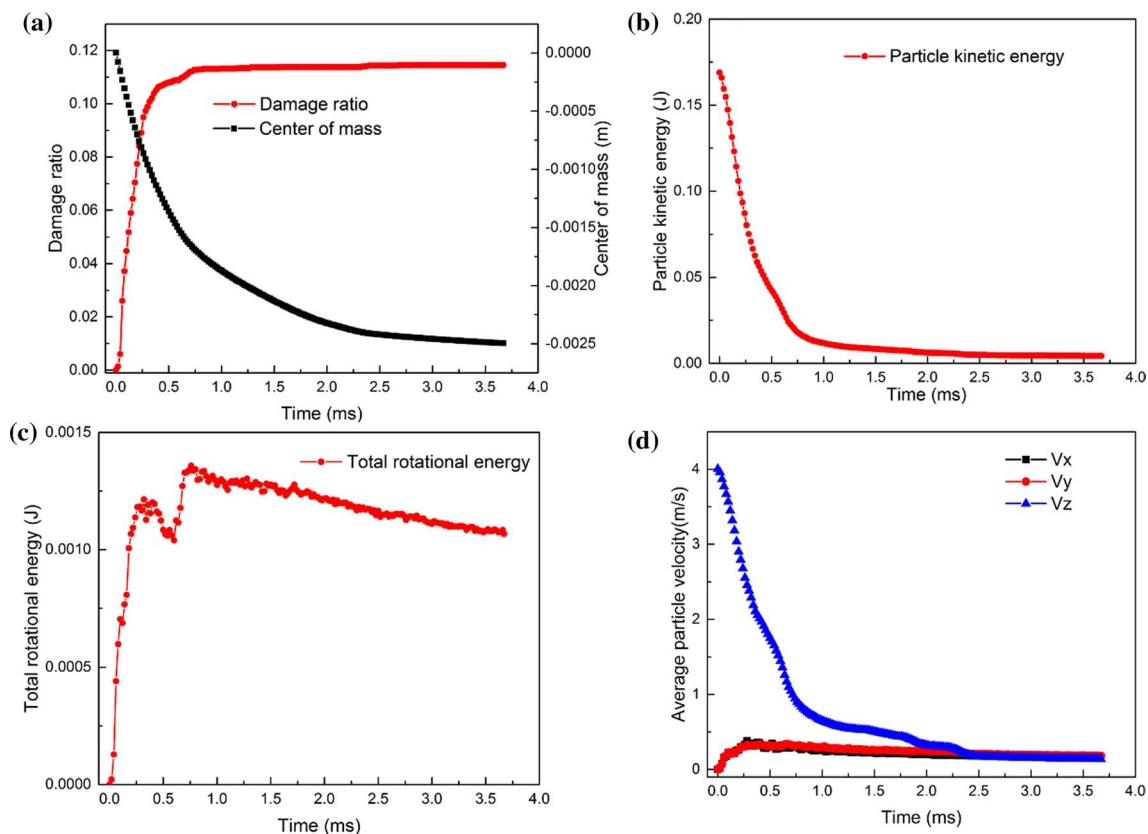 (a)
0.12
0.10
0.08
0.06
0.04
0.02
0.00
Damage ratio
Damage ratio
Center of mass
0.0000
-0.0005
-0.0010
-0.0015
-0.0020
-0.0025
Center of mass (m)
0.0 0.5 1.0 1.5 2.0 2.5 3.0 3.5 4.0
Time (ms)
(b)
0.20
0.15
0.10
0.05
0.00
Particle kinetic energy (J)
Particle kinetic energy
0.0 0.5 1.0 1.5 2.0 2.5 3.0 3.5 4.0
Time (ms)
(c)
0.0015
0.0010
0.0005
0.0000
Total rotational energy (J)
Total rotational energy
0.0 0.5 1.0 1.5 2.0 2.5 3.0 3.5 4.0
Time (ms)
(d)
4
3
2
1
0
Average particle velocity(m/s)
Vx
Vy
Vz
0.0 0.5 1.0 1.5 2.0 2.5 3.0 3.5 4.0
Time (ms)